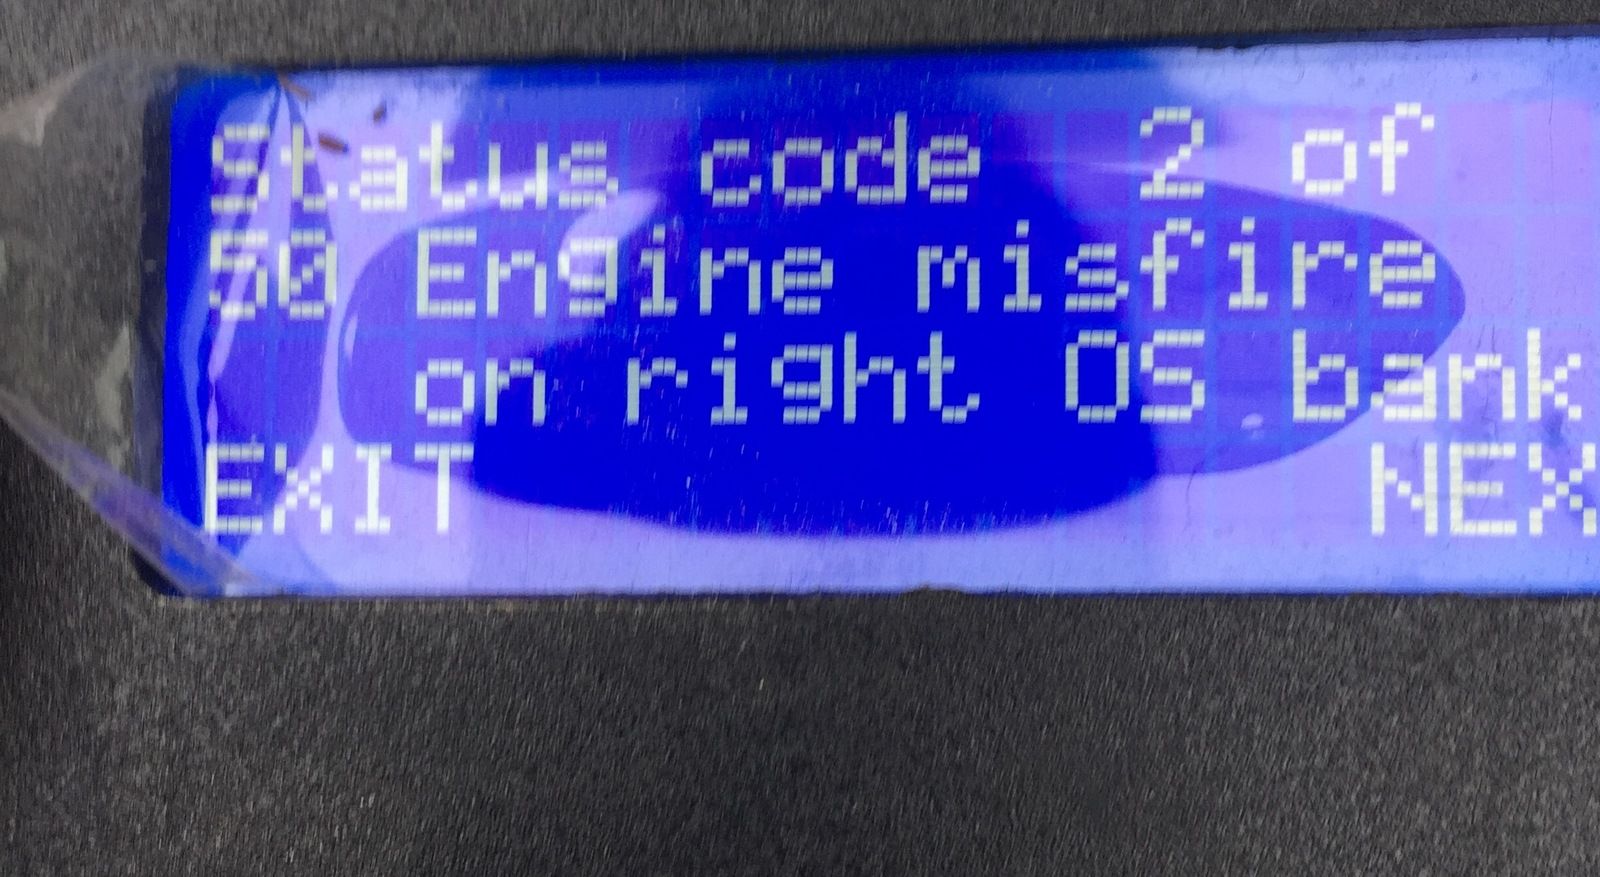 Status code 2 of
50 Engine misfire
on right OS bank
EXIT NEX